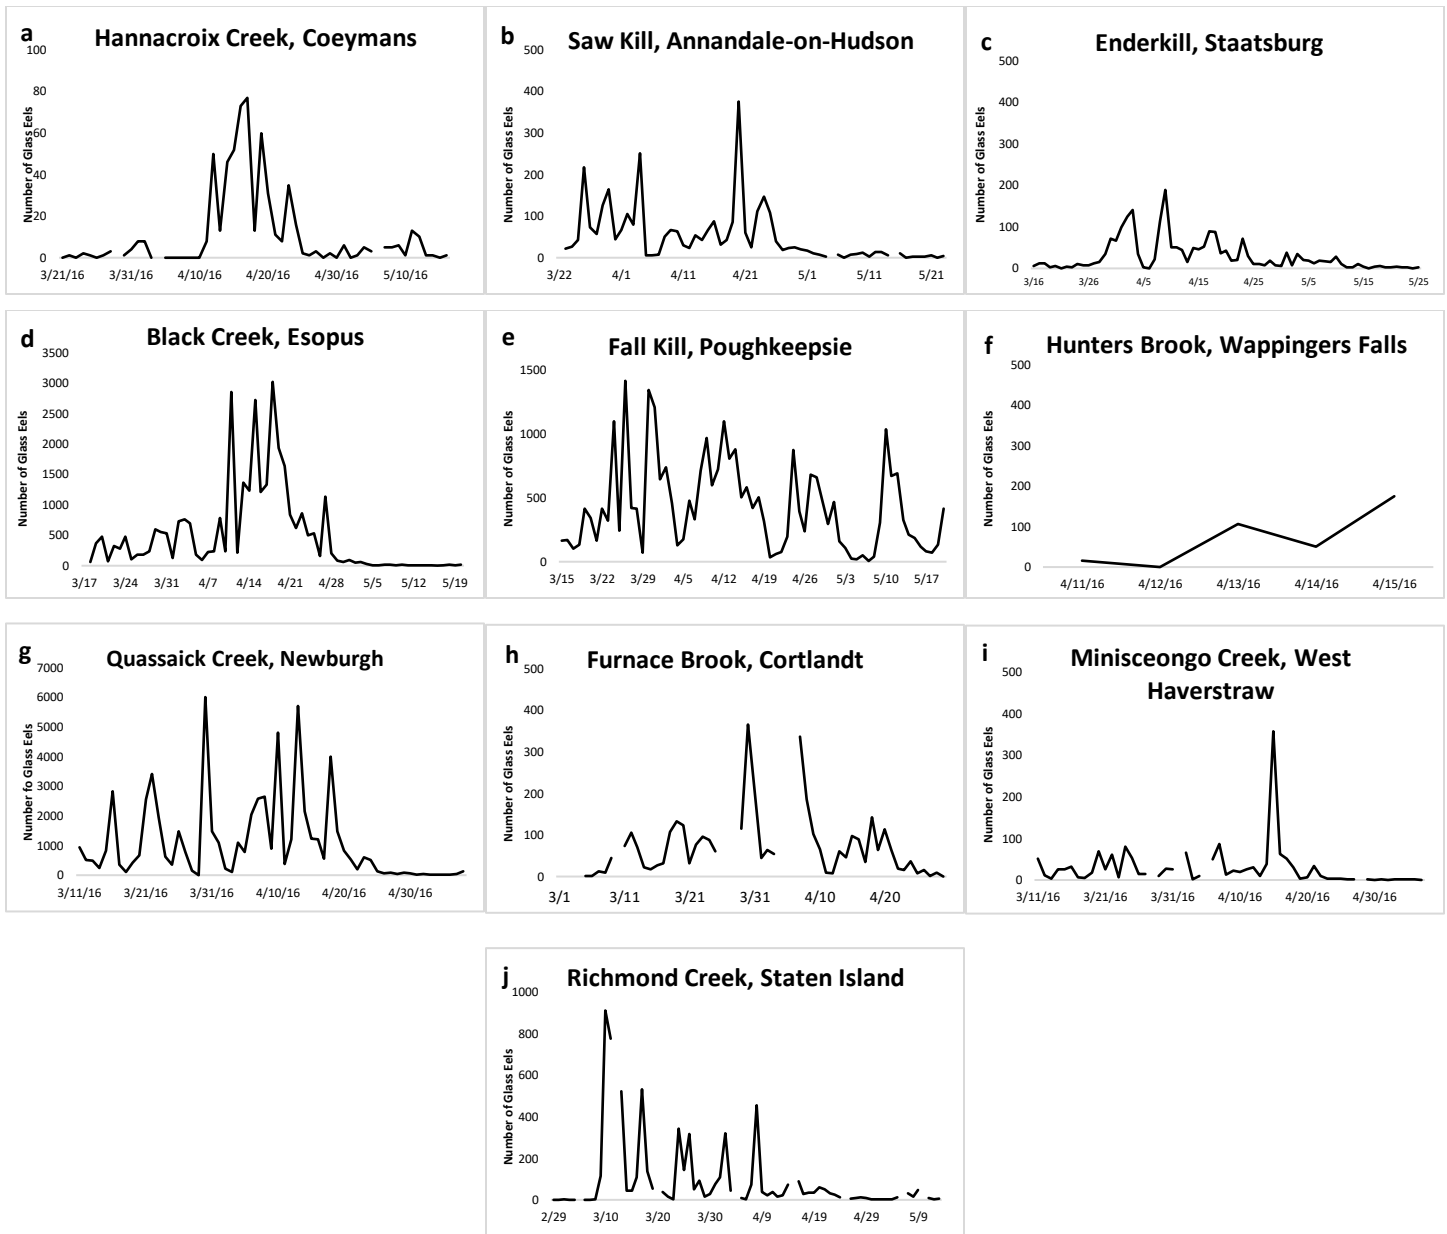 a
Hannacroix Creek, Coeymans
Number of Glass Eels
100
80
60
40
20
0
3/21/16 3/31/16 4/10/16 4/20/16 4/30/16 5/10/16
b
Saw Kill, Annandale-on-Hudson
Number of Glass Eels
500
400
300
200
100
0
3/22 4/1 4/11 4/21 5/1 5/11 5/21
c
Enderkill, Staatsburg
Number of Glass Eels
500
400
300
200
100
0
3/16 3/26 4/5 4/15 4/25 5/5 5/15 5/25
d
Black Creek, Esopus
Number of Glass Eels
3500
3000
2500
2000
1500
1000
500
0
3/17 3/24 3/31 4/7 4/14 4/21 4/28 5/5 5/12 5/19
e
Fall Kill, Poughkeepsie
Number of Glass Eels
1500
1000
500
0
3/15 3/22 3/29 4/5 4/12 4/19 4/26 5/3 5/10 5/17
f
Hunters Brook, Wappingers Falls
Number of Glass Eels
500
400
300
200
100
0
4/11/16 4/12/16 4/13/16 4/14/16 4/15/16
g
Quassaick Creek, Newburgh
Number fo Glass Eels
7000
6000
5000
4000
3000
2000
1000
0
3/11/16 3/21/16 3/31/16 4/10/16 4/20/16 4/30/16
h
Furnace Brook, Cortlandt
Number of Glass Eels
500
400
300
200
100
0
3/1 3/11 3/21 3/31 4/10 4/20
i
Minisceongo Creek, West
Haverstraw
Number of Glass Eels
500
400
300
200
100
0
3/11/16 3/21/16 3/31/16 4/10/16 4/20/16 4/30/16
j
Richmond Creek, Staten Island
Number of Glass Eels
1000
800
600
400
200
0
2/29 3/10 3/20 3/30 4/9 4/19 4/29 5/9